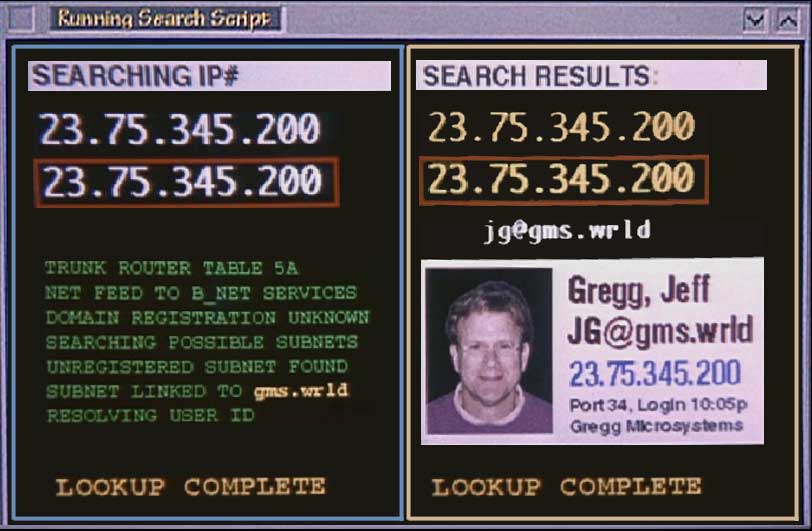 Running Search Script
SEARCHING IP#
23.75.345.200
23.75.345.200
TRUNK ROUTER TABLE 5A
NET FEED TO B_NET SERVICES
DOMAIN REGISTRATION UNKNOWN
SEARCHING POSSIBLE SUBNETS
UNREGISTERED SUBNET FOUND
SUBNET LINKED TO gms.wrld
RESOLVING USER ID
LOOKUP COMPLETE
SEARCH RESULTS:
23.75.345.200
23.75.345.200
jg@gms.wrld
Gregg, Jeff
JG@gms.wrld
23.75.345.200
Port 34, Login 10:05p
Gregg Microsystems
LOOKUP COMPLETE